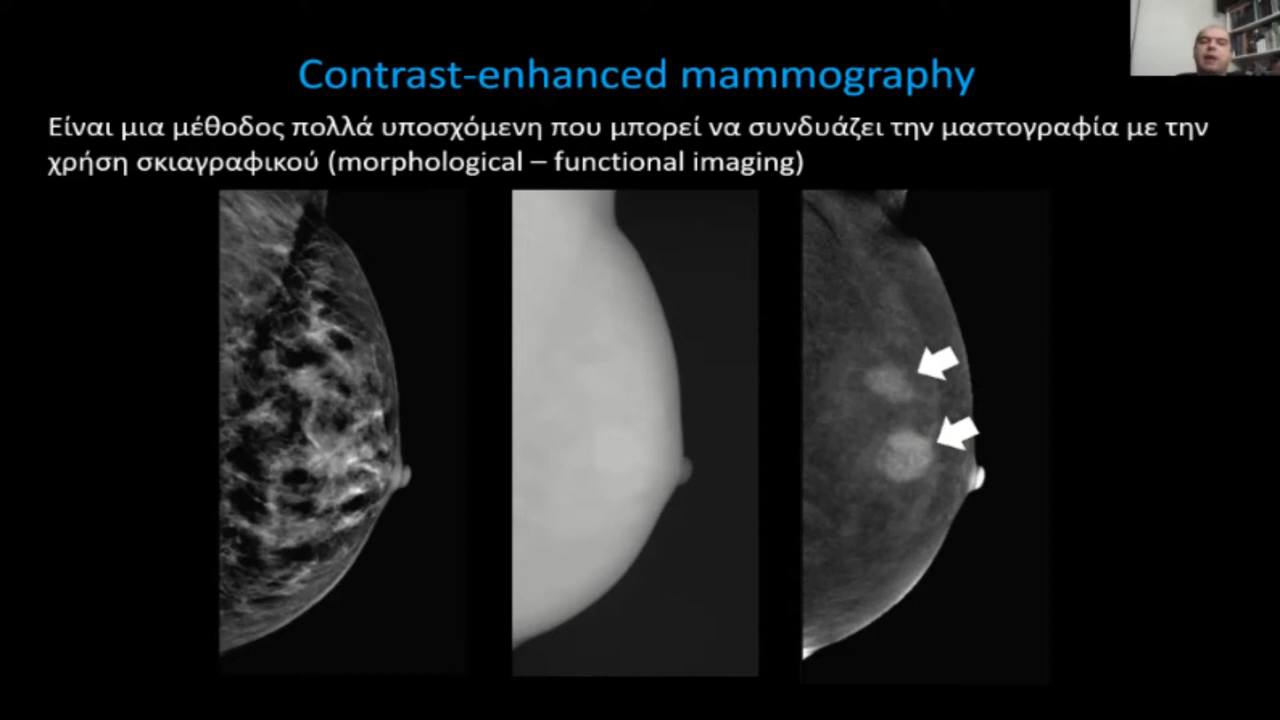 Contrast-enhanced mammography
Είναι μια μέθοδος πολλά υποσχόμενη που μπορεί να συνδυάζει την μαστογραφία με την
χρήση σκιαγραφικού (morphological – functional imaging)